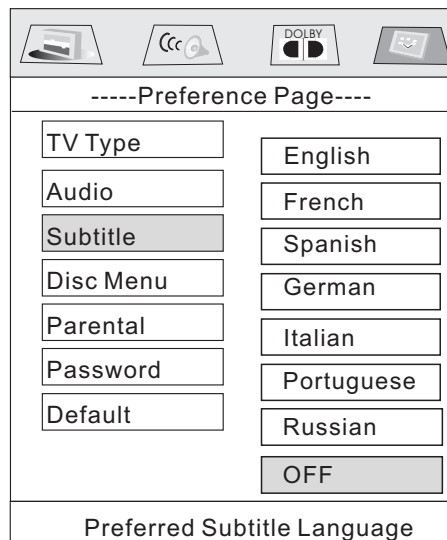 DOLBY
-----Preference Page----
TV Type
Audio
Subtitle
Disc Menu
Parental
Password
Default
English
French
Spanish
German
Italian
Portuguese
Russian
OFF
Preferred Subtitle Language